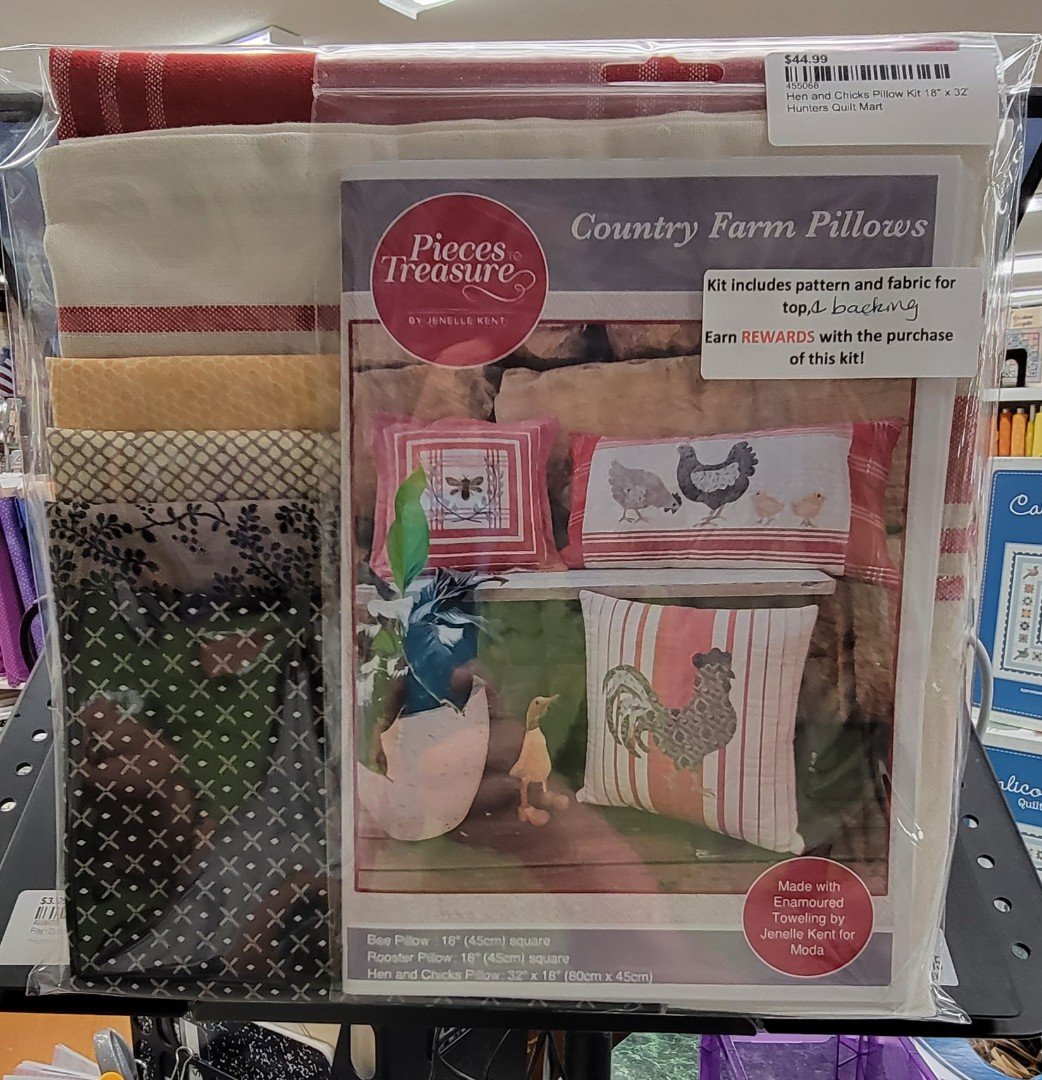 $44.99
455068
Hen and Chicks Pillow Kit 18" x 32"
Hunters Quilt Mart
Country Farm Pillows
Pieces TO
Treasure
BY JENELLE KENT
Kit includes pattern and fabric for
top, & backing
Earn REWARDS with the purchase
of this kit!
Made with
Enamoured
Toweling by
Jenelle Kent for
Moda
Bee Pillow : 18" (45cm) square
Rooster Pillow: 18" (45cm) square
Hen and Chicks Pillow: 32" x 18" (80cm x 45cm)
Ca
alico
Quilt